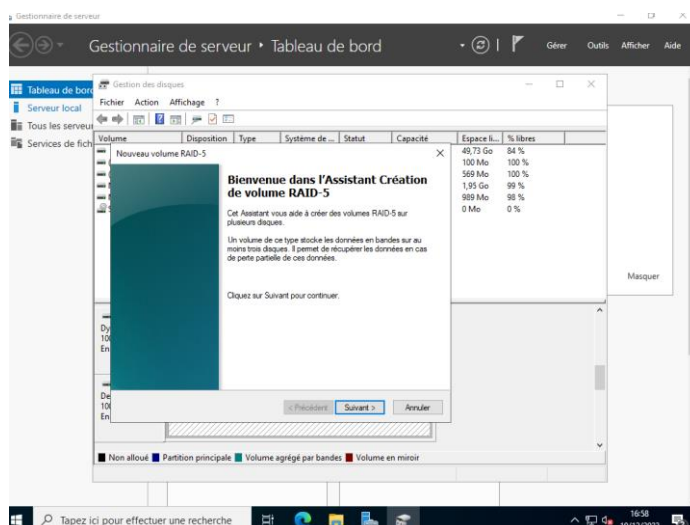 Gestionnaire de serveur
Gestionnaire de serveur ‣ Tableau de bord
Gérer Outils Afficher Aide
Tableau de bord
Serveur local
Tous les serveu
Services de fich
Gestion des disques
Fichier Action Affichage ?
Volume Disposition Type Système de ... Statut Capacité Espace li... % libres
49,73 Go 84 %
100 Mo 100 %
569 Mo 100 %
1,95 Go 99 %
989 Mo 98 %
0 Mo 0 %
Nouveau volume RAID-5
Bienvenue dans l'Assistant Création
de volume RAID-5
Cet Assistant vous aide à créer des volumes RAID-5 sur
plusieurs disques.
Un volume de ce type stocke les données en bandes sur au
moins trois disques. Il permet de récupérer les données en cas
de perte partielle de ces données.
Cliquez sur Suivant pour continuer.
< Précédent Suivant > Annuler
Masquer
Dy
100
En
De
100
En
Non alloué Partition principale Volume agrégé par bandes Volume en miroir
Tapez ici pour effectuer une recherche
16:58